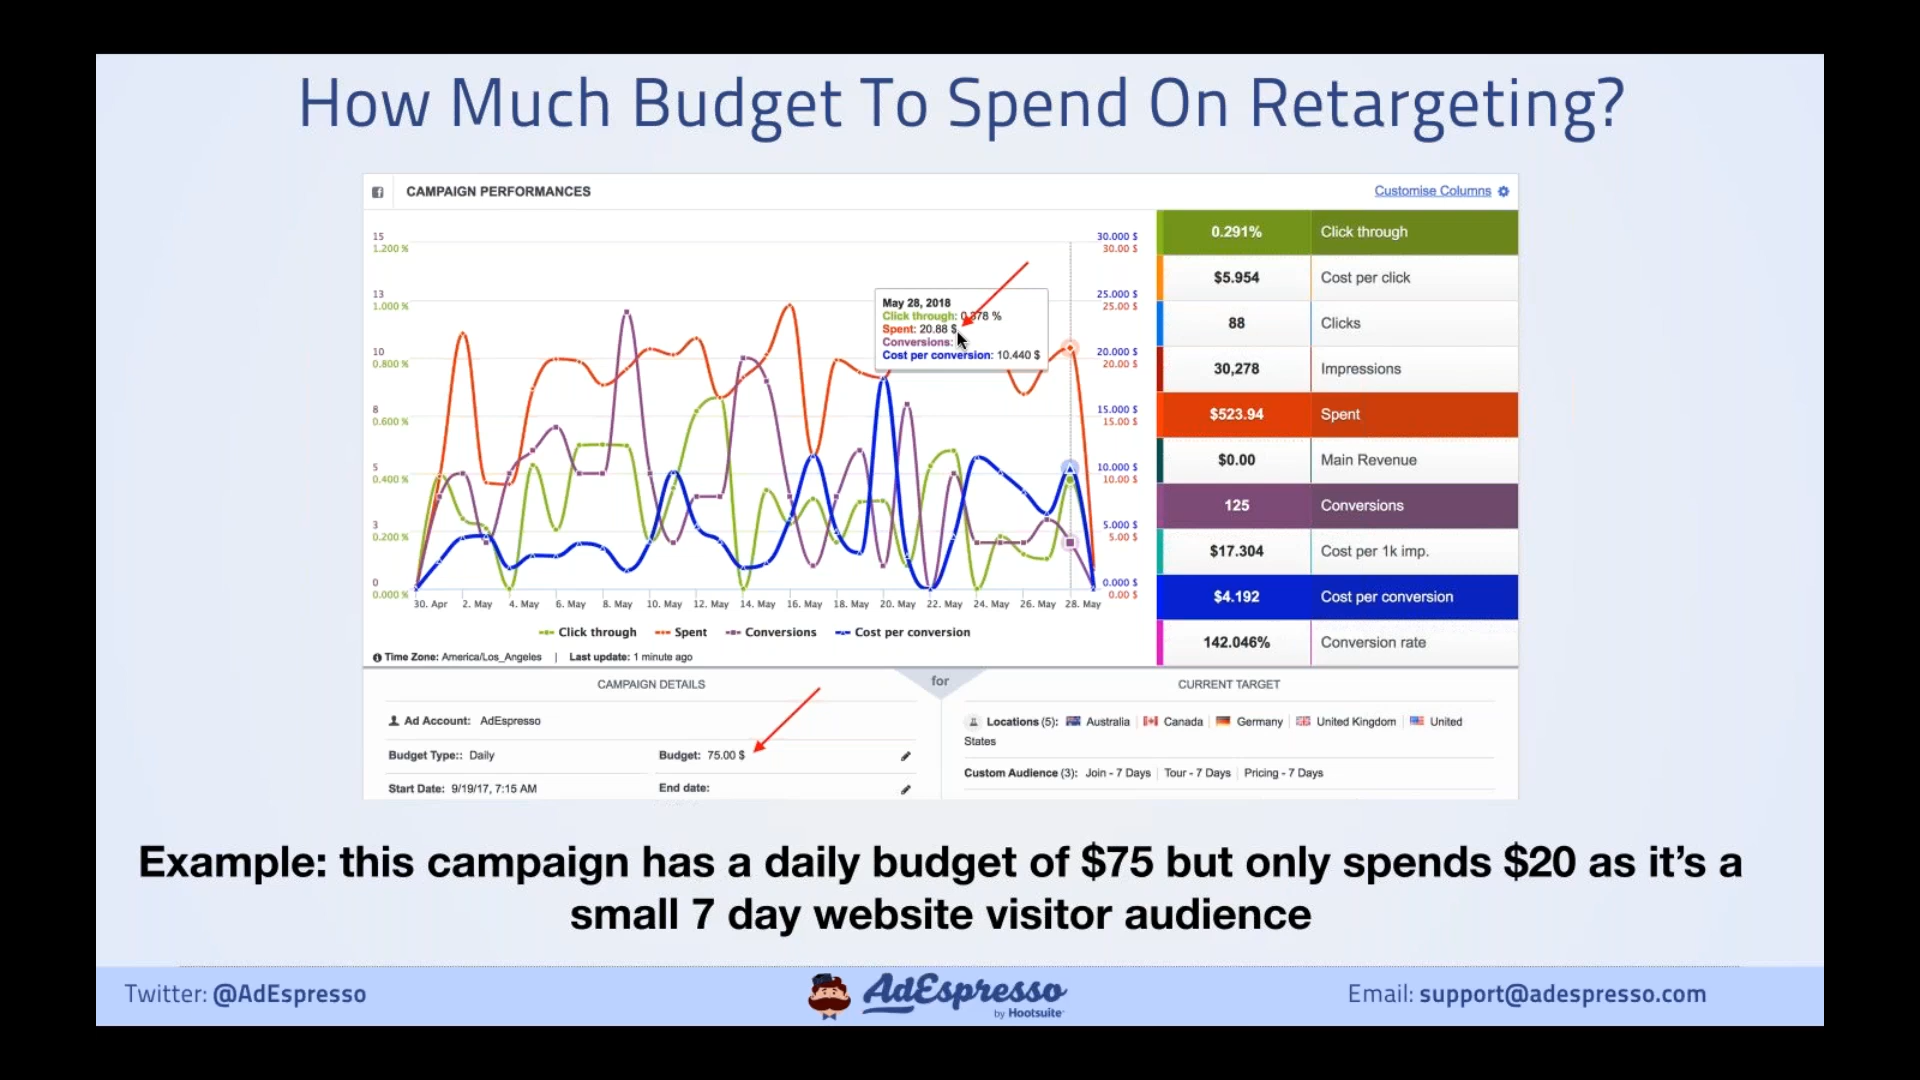 How Much Budget To Spend On Retargeting?
CAMPAIGN PERFORMANCES
Customise Columns
15
1.200 %
13
1.000 %
10
0.800 %
8
0.600 %
5
0.400 %
3
0.200 %
0
0.000 %
30.000 $
30.00 $
25.000 $
25.00 $
20.000 $
20.00 $
15.000 $
15.00 $
10.000 $
10.00 $
5.000 $
5.00 $
0.000 $
0.00 $
May 28, 2018
Click through: 0.378 %
Spent: 20.88 $
Conversions:
Cost per conversion: 10.440 $
30. Apr 2. May 4. May 6. May 8. May 10. May 12. May 14. May 16. May 18. May 20. May 22. May 24. May 26. May 28. May
Click through Spent Conversions Cost per conversion
Time Zone: America/Los_Angeles | Last update: 1 minute ago
0.291% Click through
$5.954 Cost per click
88 Clicks
30,278 Impressions
$523.94 Spent
$0.00 Main Revenue
125 Conversions
$17.304 Cost per 1k imp.
$4.192 Cost per conversion
142.046% Conversion rate
CAMPAIGN DETAILS
for
CURRENT TARGET
Ad Account: AdEspresso
Budget Type:: Daily
Budget: 75.00 $
Start Date: 9/19/17, 7:15 AM
End date:
Locations (5): Australia | Canada | Germany | United Kingdom | United
States
Custom Audience (3): Join - 7 Days | Tour - 7 Days | Pricing - 7 Days
Example: this campaign has a daily budget of $75 but only spends $20 as it’s a
small 7 day website visitor audience
Twitter: @AdEspresso
AdEspresso
by Hootsuite
Email: support@adespresso.com